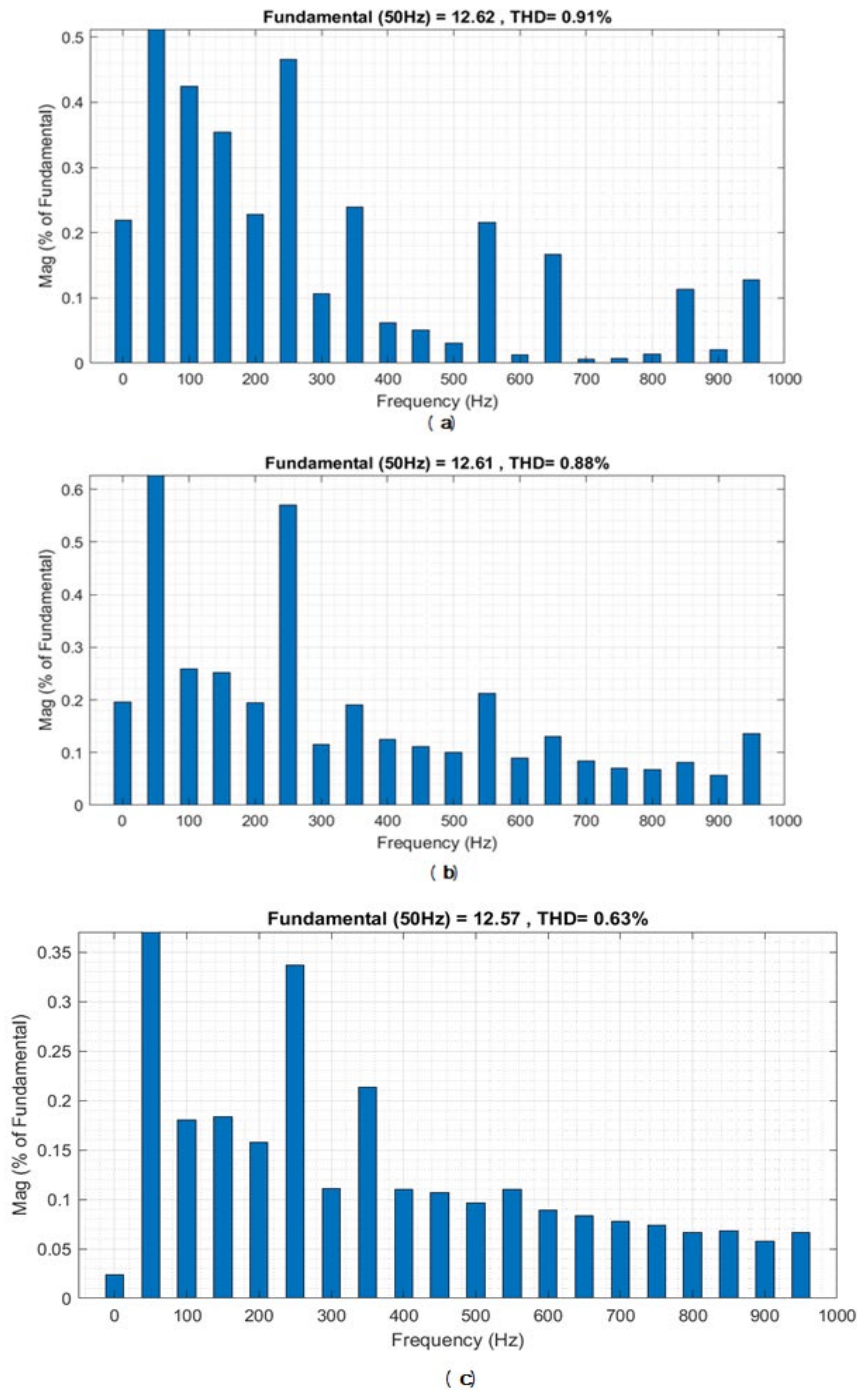 Fundamental (50Hz) = 12.62 , THD= 0.91%
0.5
0.4
0.3
0.2
0.1
0
Mag (% of Fundamental)
0 100 200 300 400 500 600 700 800 900 1000
Frequency (Hz)
( a)
Fundamental (50Hz) = 12.61 , THD= 0.88%
0.6
0.5
0.4
0.3
0.2
0.1
0
Mag (% of Fundamental)
0 100 200 300 400 500 600 700 800 900 1000
Frequency (Hz)
( b)
Fundamental (50Hz) = 12.57 , THD= 0.63%
0.35
0.3
0.25
0.2
0.15
0.1
0.05
0
Mag (% of Fundamental)
0 100 200 300 400 500 600 700 800 900 1000
Frequency (Hz)
( c)